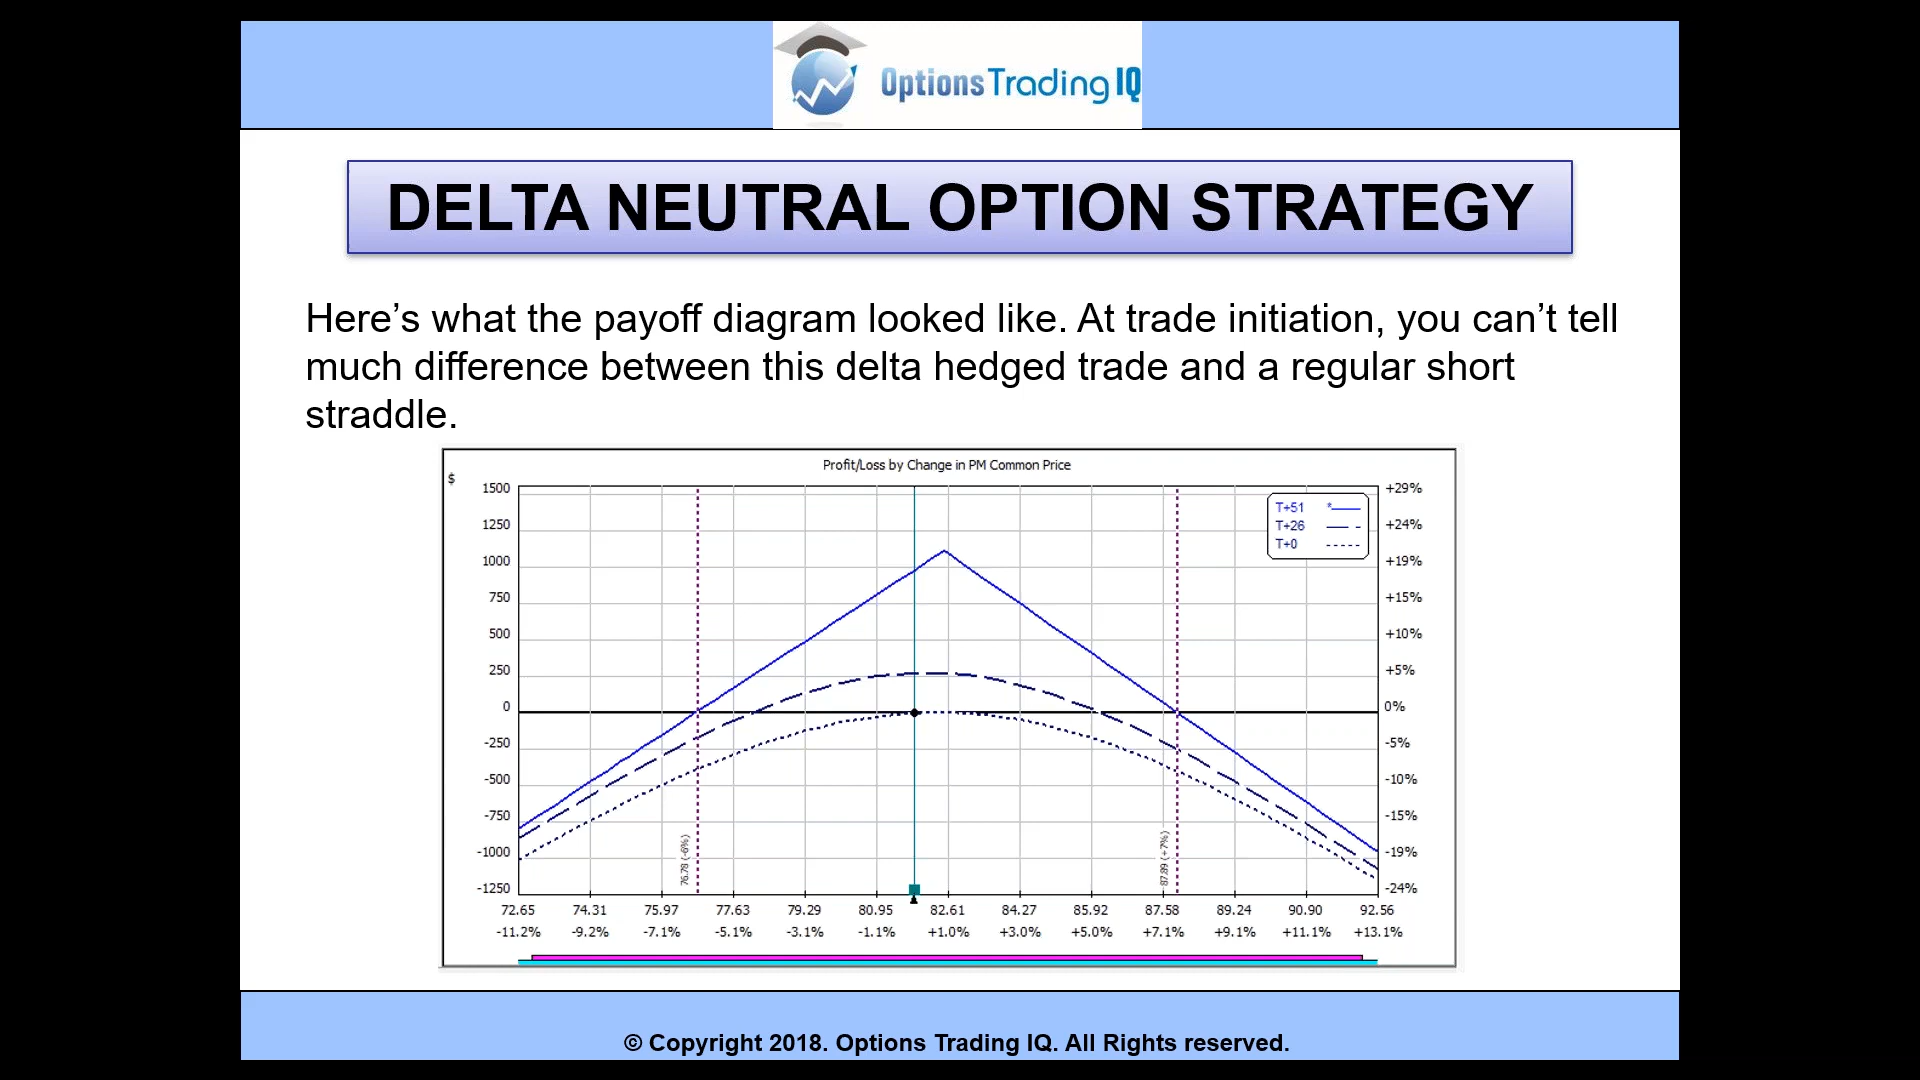 Options Trading IQ
DELTA NEUTRAL OPTION STRATEGY
Here’s what the payoff diagram looked like. At trade initiation, you can’t tell
much difference between this delta hedged trade and a regular short
straddle.
Profit/Loss by Change in PM Common Price
$
1500 +29%
1250 +24%
1000 +19%
750 +15%
500 +10%
250 +5%
0 0%
-250 -5%
-500 -10%
-750 -15%
-1000 -19%
-1250 -24%
T+51 *
T+26
T+0
76.78 (-6%)
87.89 (+7%)
72.65 74.31 75.97 77.63 79.29 80.95 82.61 84.27 85.92 87.58 89.24 90.90 92.56
-11.2% -9.2% -7.1% -5.1% -3.1% -1.1% +1.0% +3.0% +5.0% +7.1% +9.1% +11.1% +13.1%
© Copyright 2018. Options Trading IQ. All Rights reserved.